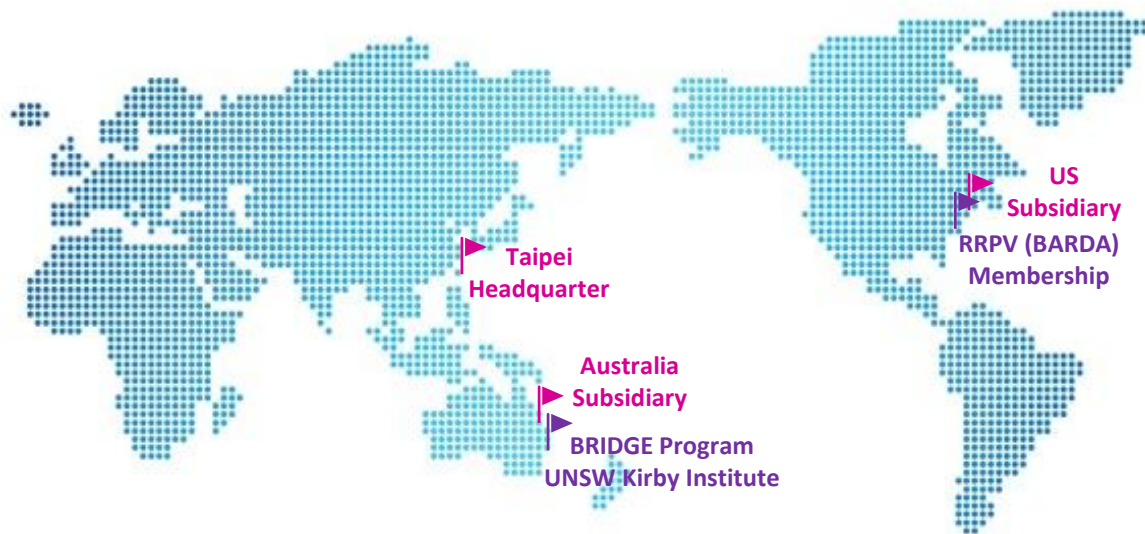 US
Subsidiary
RRPV (BARDA)
Membership
Taipei
Headquarter
Australia
Subsidiary
BRIDGE Program
UNSW Kirby Institute